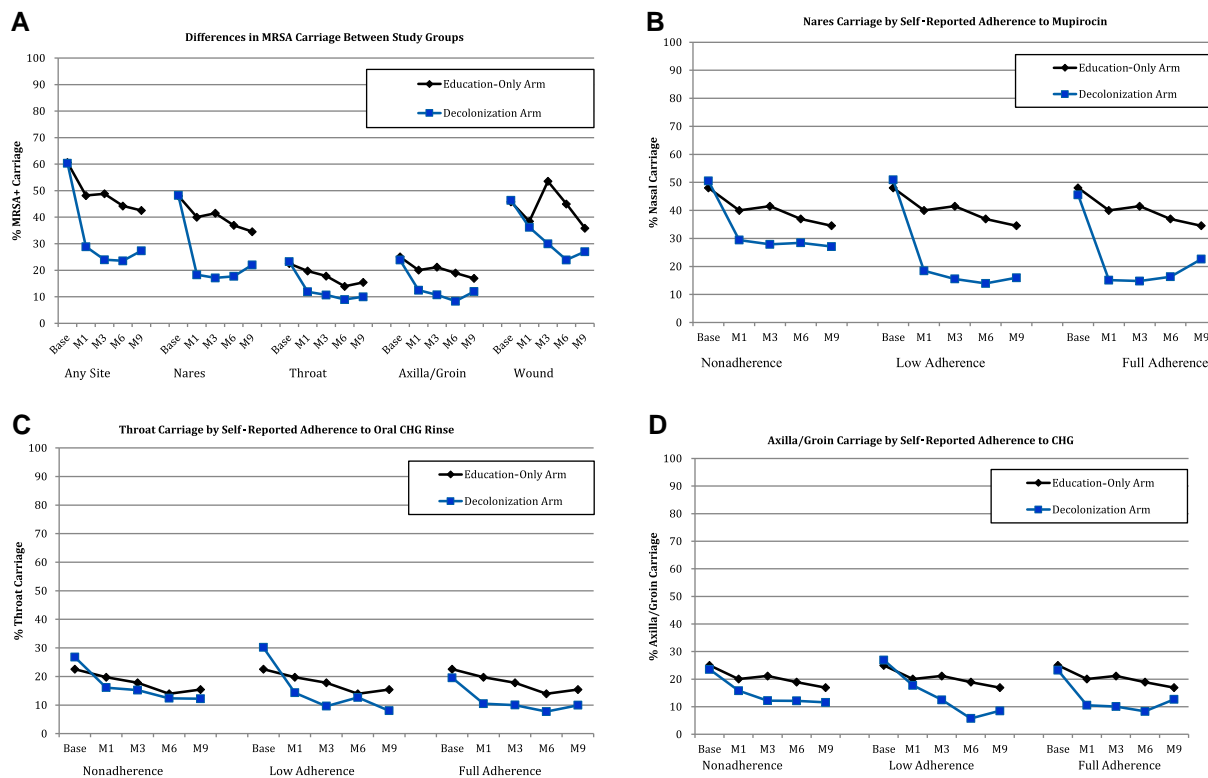 A
Differences in MRSA Carriage Between Study Groups
% MRSA+ Carriage
100
90
80
70
60
50
40
30
20
10
0
Education-Only Arm
Decolonization Arm
Base M1 M3 M6 M9 Base M1 M3 M6 M9 Base M1 M3 M6 M9 Base M1 M3 M6 M9 Base M1 M3 M6 M9
Any Site Nares Throat Axilla/Groin Wound
B
Nares Carriage by Self-Reported Adherence to Mupirocin
% Nasal Carriage
100
90
80
70
60
50
40
30
20
10
0
Education-Only Arm
Decolonization Arm
Base M1 M3 M6 M9 Base M1 M3 M6 M9 Base M1 M3 M6 M9
Nonadherence Low Adherence Full Adherence
C
Throat Carriage by Self-Reported Adherence to Oral CHG Rinse
% Throat Carriage
100
90
80
70
60
50
40
30
20
10
0
Education-Only Arm
Decolonization Arm
Base M1 M3 M6 M9 Base M1 M3 M6 M9 Base M1 M3 M6 M9
Nonadherence Low Adherence Full Adherence
D
Axilla/Groin Carriage by Self-Reported Adherence to CHG
% Axilla/Groin Carriage
100
90
80
70
60
50
40
30
20
10
0
Education-Only Arm
Decolonization Arm
Base M1 M3 M6 M9 Base M1 M3 M6 M9 Base M1 M3 M6 M9
Nonadherence Low Adherence Full Adherence